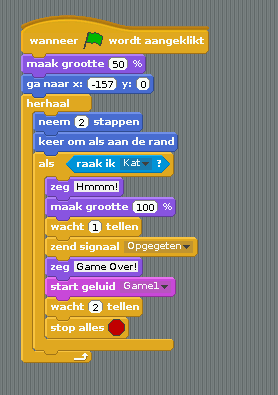 wanneer wordt aangeklikt
maak grootte 50 %
ga naar x: -157 y: 0
herhaal
neem 2 stappen
keer om als aan de rand
als raak ik Kat ?
zeg Hmmm!
maak grootte 100 %
wacht 1 tellen
zend signaal Opgegeten
zeg Game Over!
start geluid Game1
wacht 2 tellen
stop alles